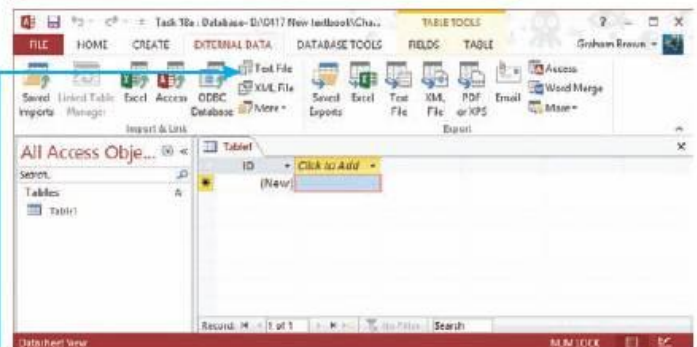 Task 18a : Database- D:\0417 New textbook\Cha... TABLE TOOLS ?
FILE HOME CREATE EXTERNAL DATA DATABASE TOOLS FIELDS TABLE Graham Brown
Saved Imports Linked Table Manager Excel Access ODBC Database Text File XML File More Saved Exports Excel Text File XML File PDF or XPS Email Access Word Merge More
Import & Link Export
All Access Obje... Table1
ID Click to Add
Search.
(New)
Tables
Table1
Record: 1 of 1 No Filter Search
Datasheet View NUM LOCK